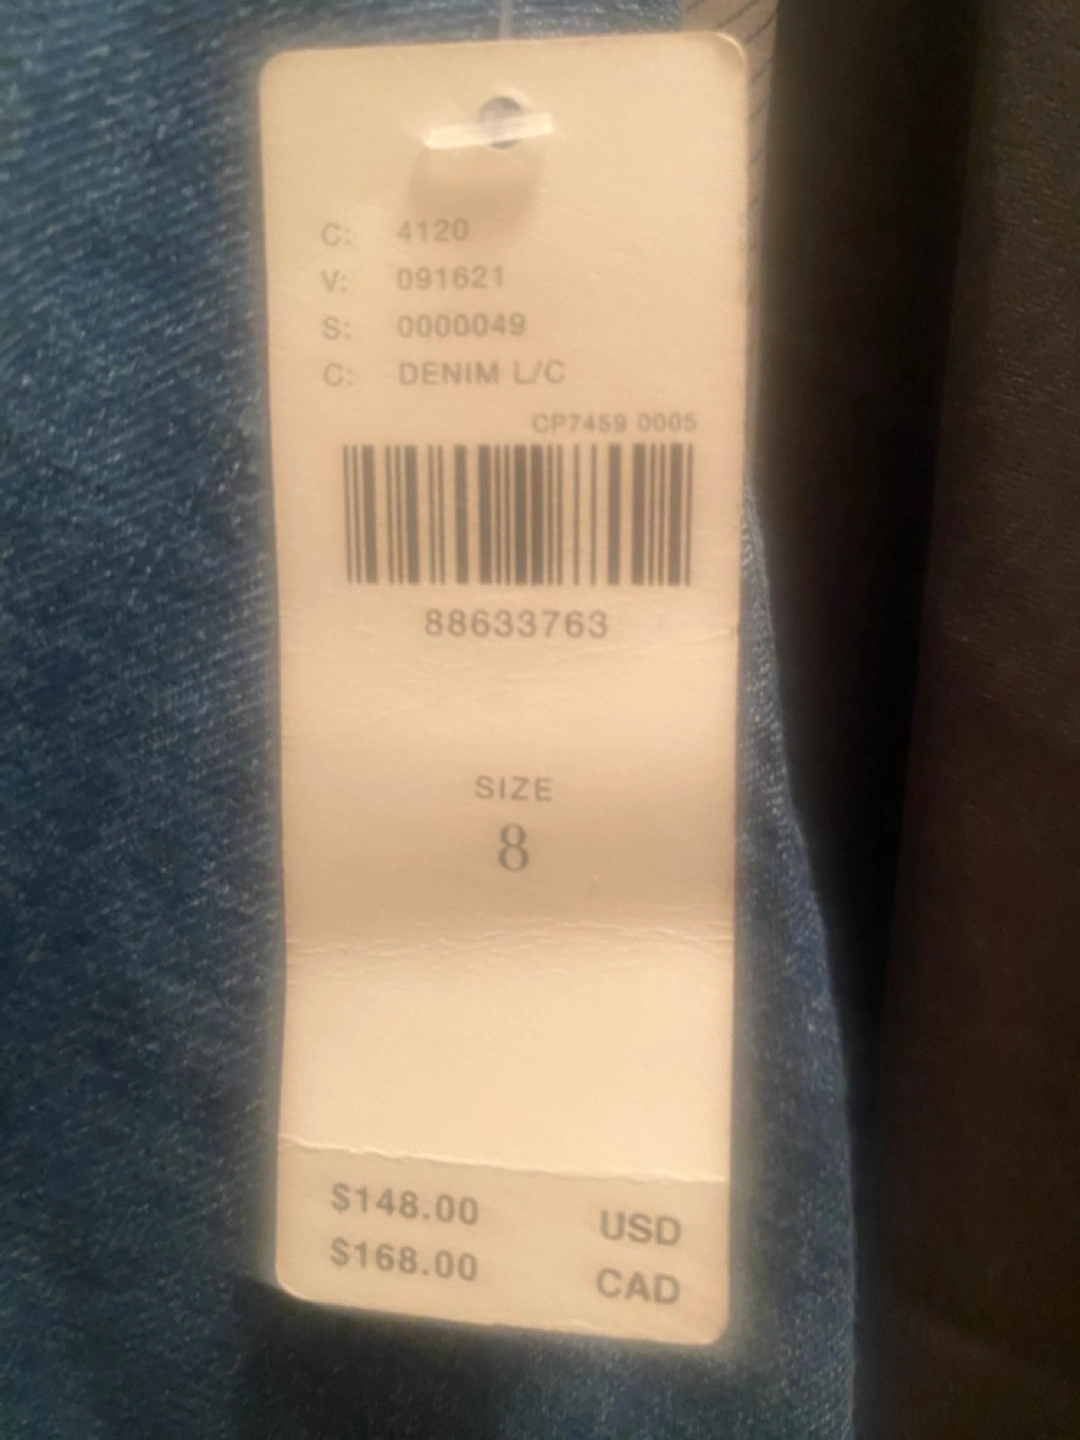 C: 4120
V: 091621
S: 0000049
C: DENIM L/C
CP7459 0005
88633763
SIZE
8
$148.00 USD
$168.00 CAD